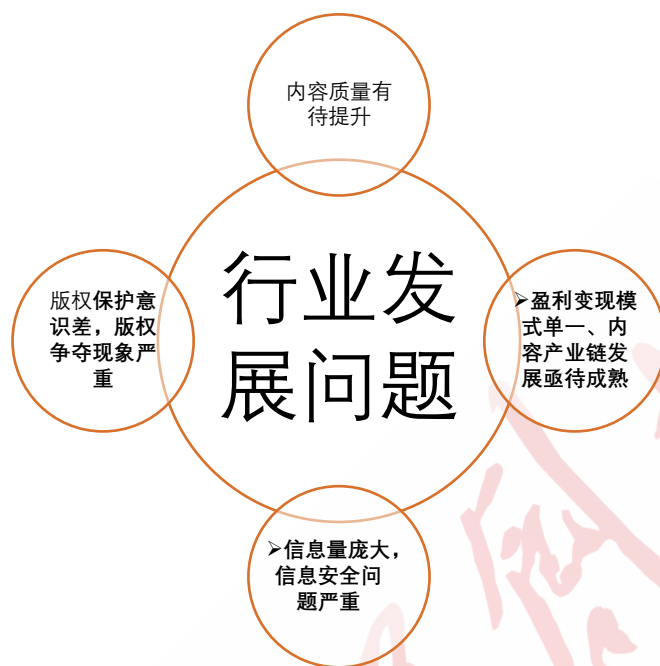 内容质量有
待提升
行业发
展问题
版权保护意
识差，版权
争夺现象严
重
➢盈利变现模
式单一、内
容产业链发
展亟待成熟
➢信息量庞大，
信息安全问
题严重